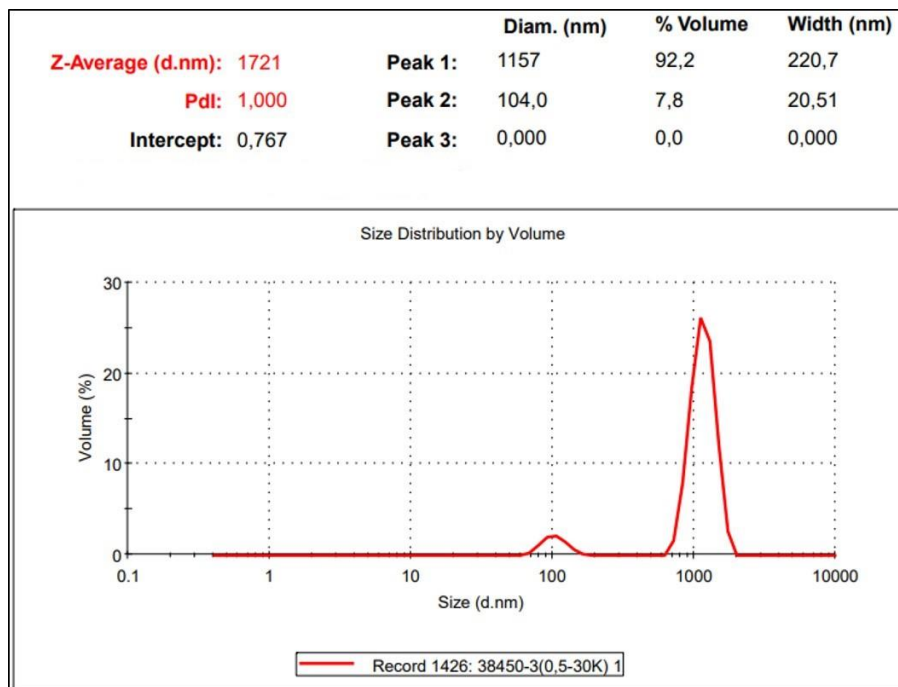 Diam. (nm) % Volume Width (nm)
Z-Average (d.nm): 1721 Peak 1: 1157 92,2 220,7
PdI: 1,000 Peak 2: 104,0 7,8 20,51
Intercept: 0,767 Peak 3: 0,000 0,0 0,000
Size Distribution by Volume
30
20
10
0
Volume (%)
0.1 1 10 100 1000 10000
Size (d.nm)
Record 1426: 38450-3(0,5-30K) 1